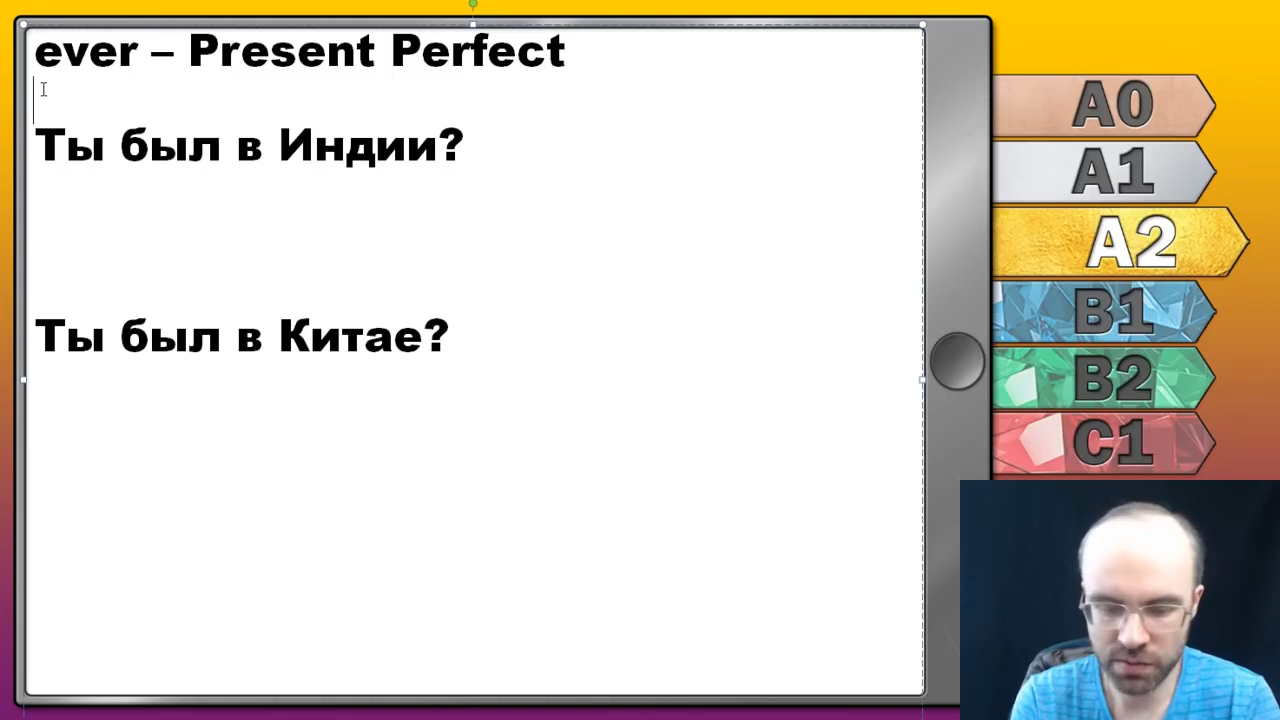 ever – Present Perfect
Ты был в Индии?
Ты был в Китае?
A0
A1
A2
B1
B2
C1